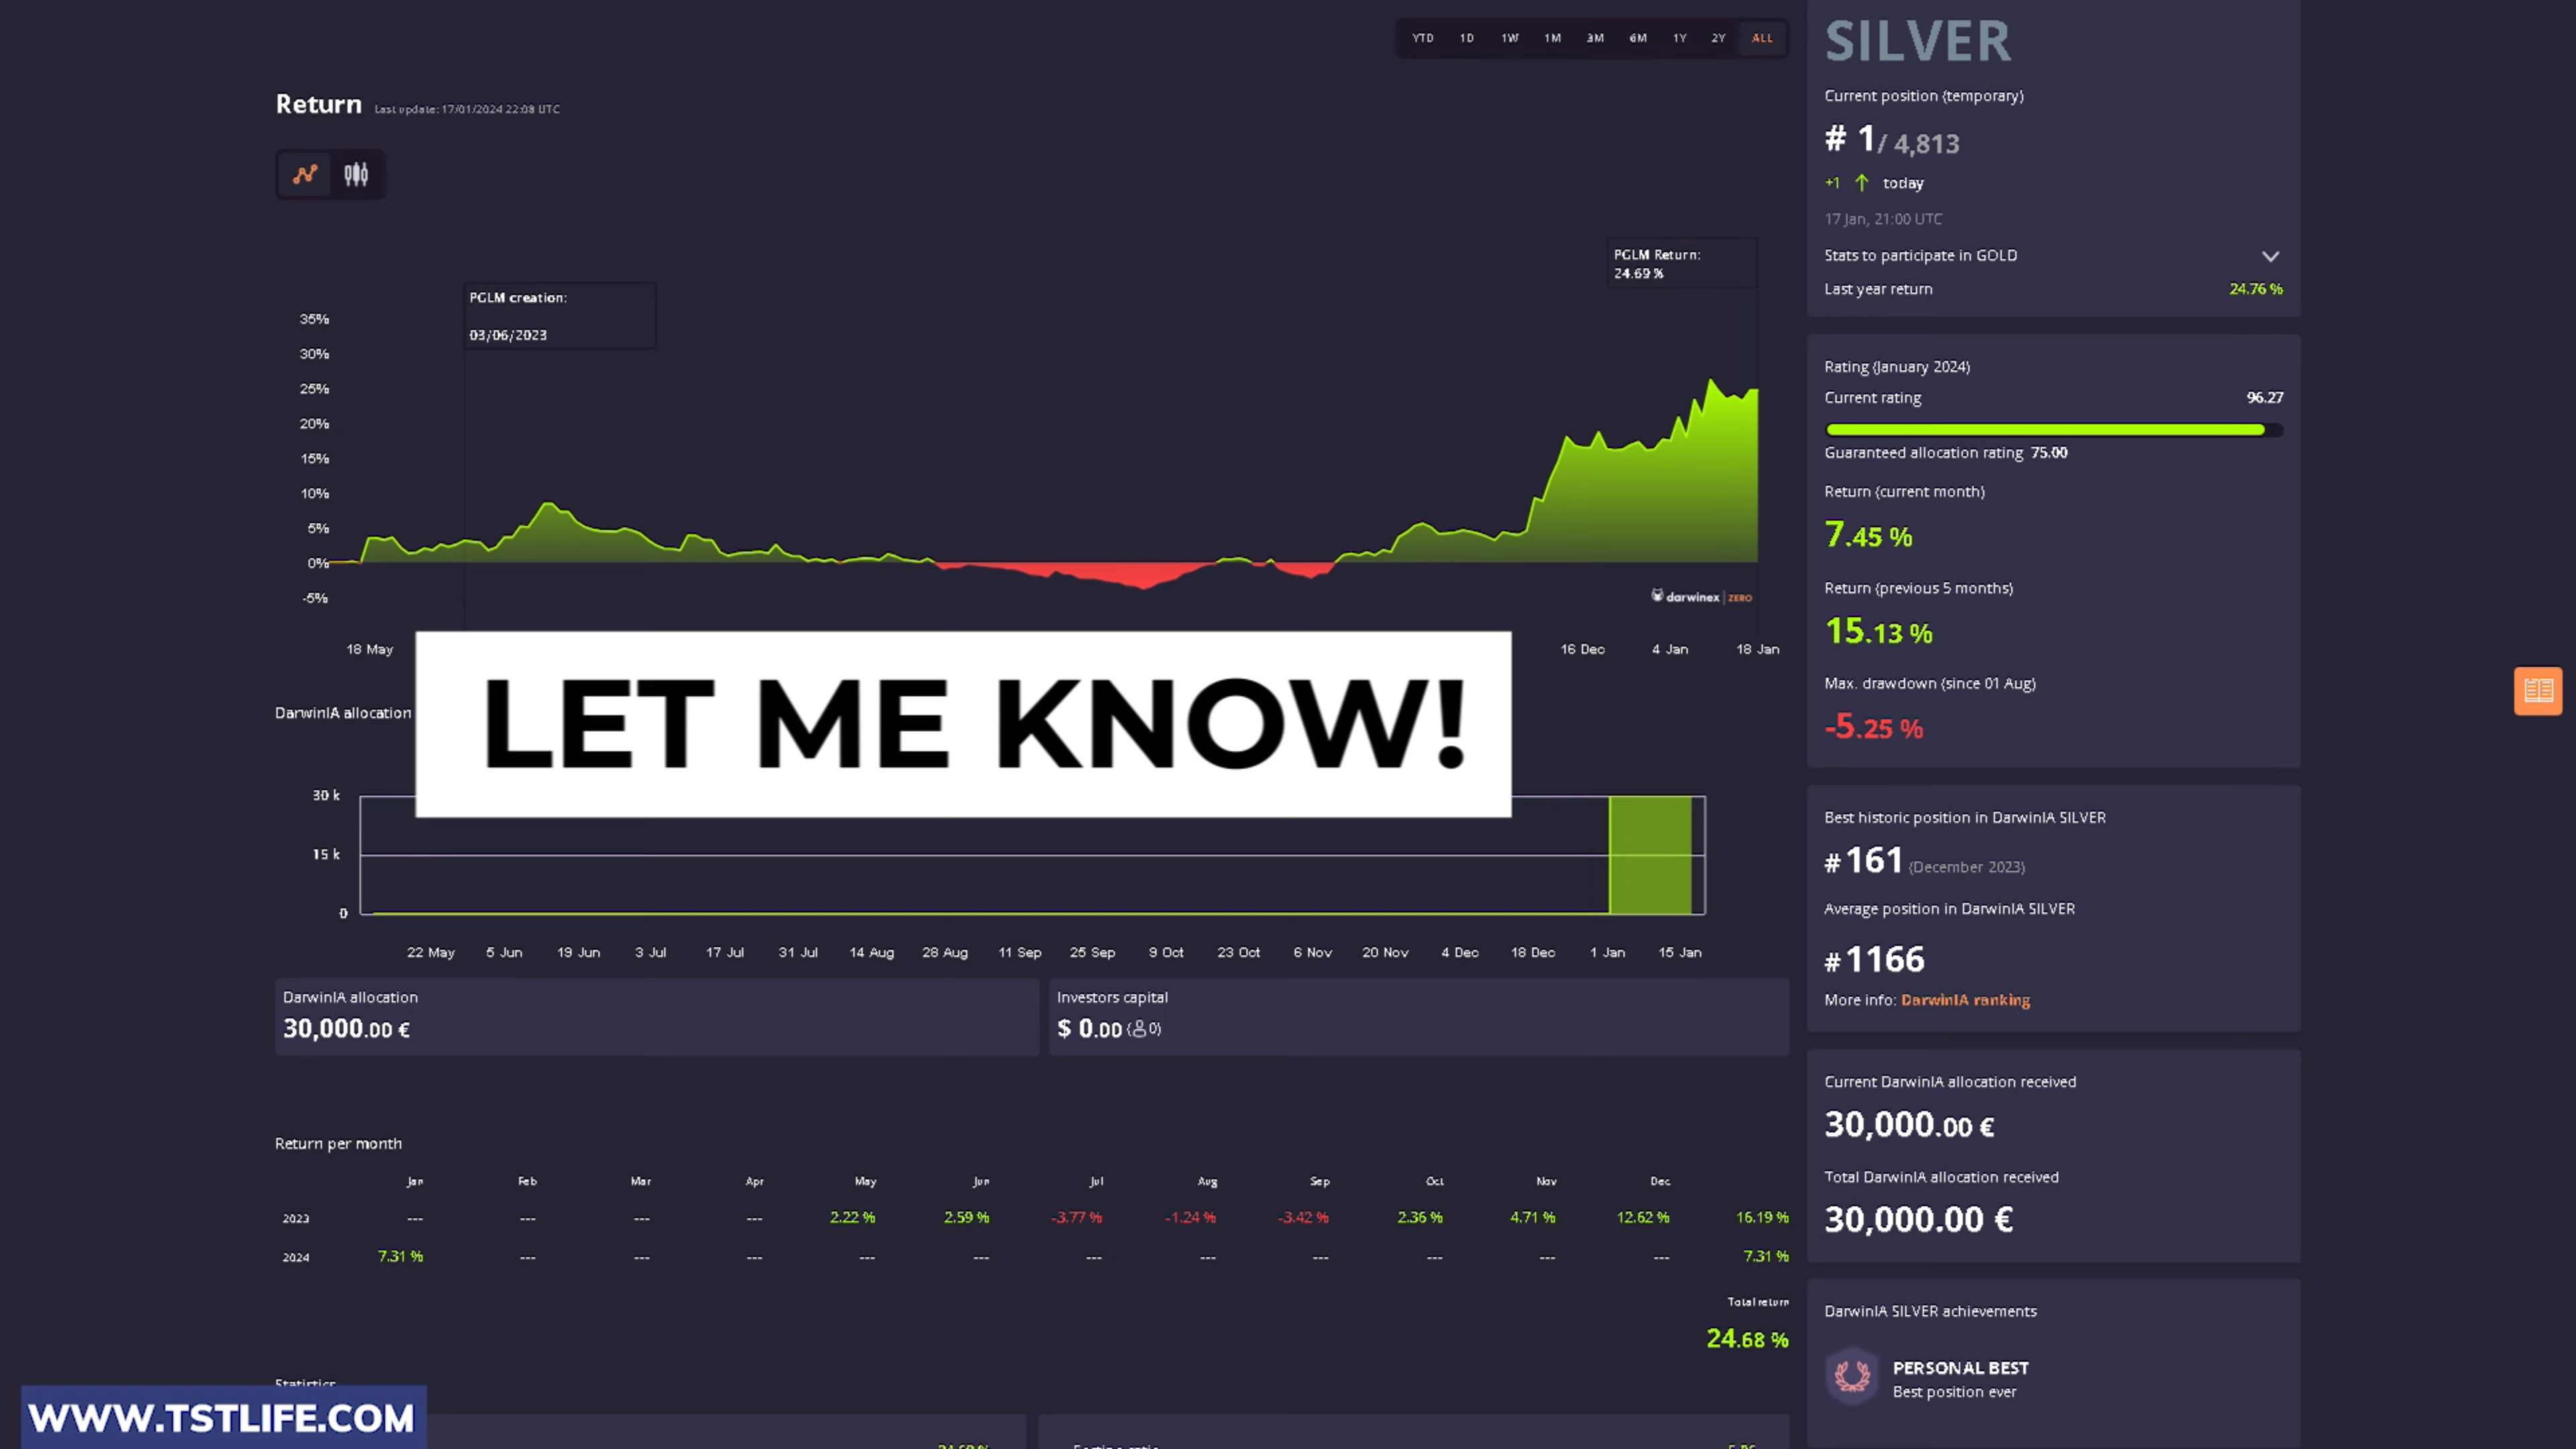 YTD 1D 1W 1M 3M 6M 1Y 2Y ALL
Return Last update: 17/01/2024 22:08 UTC
PGLM creation:
03/06/2023
PGLM Return:
24.69 %
35%
30%
25%
20%
15%
10%
5%
0%
-5%
darwinex | ZERO
18 May 16 Dec 4 Jan 18 Jan
LET ME KNOW!
DarwinIA allocation
30 k
15 k
0
22 May 5 Jun 19 Jun 3 Jul 17 Jul 31 Jul 14 Aug 28 Aug 11 Sep 25 Sep 9 Oct 23 Oct 6 Nov 20 Nov 4 Dec 18 Dec 1 Jan 15 Jan
DarwinIA allocation
30,000.00 €
Investors capital
$ 0.00 (0)
Return per month
Jan Feb Mar Apr May Jun Jul Aug Sep Oct Nov Dec
2023 --- --- --- --- 2.22 % 2.59 % -3.77 % -1.24 % -3.42 % 2.36 % 4.71 % 12.62 % 16.19 %
2024 7.31 % --- --- --- --- --- --- --- --- --- --- --- 7.31 %
Total return
24.68 %
Statistics
WWW.TSTLIFE.COM
SILVER
Current position (temporary)
# 1 / 4,813
+1 ↑ today
17 Jan, 21:00 UTC
Stats to participate in GOLD
Last year return 24.76 %
Rating (January 2024)
Current rating 96.27
Guaranteed allocation rating 75.00
Return (current month)
7.45 %
Return (previous 5 months)
15.13 %
Max. drawdown (since 01 Aug)
-5.25 %
Best historic position in DarwinIA SILVER
#161 (December 2023)
Average position in DarwinIA SILVER
#1166
More info: DarwinIA ranking
Current DarwinIA allocation received
30,000.00 €
Total DarwinIA allocation received
30,000.00 €
DarwinIA SILVER achievements
PERSONAL BEST
Best position ever